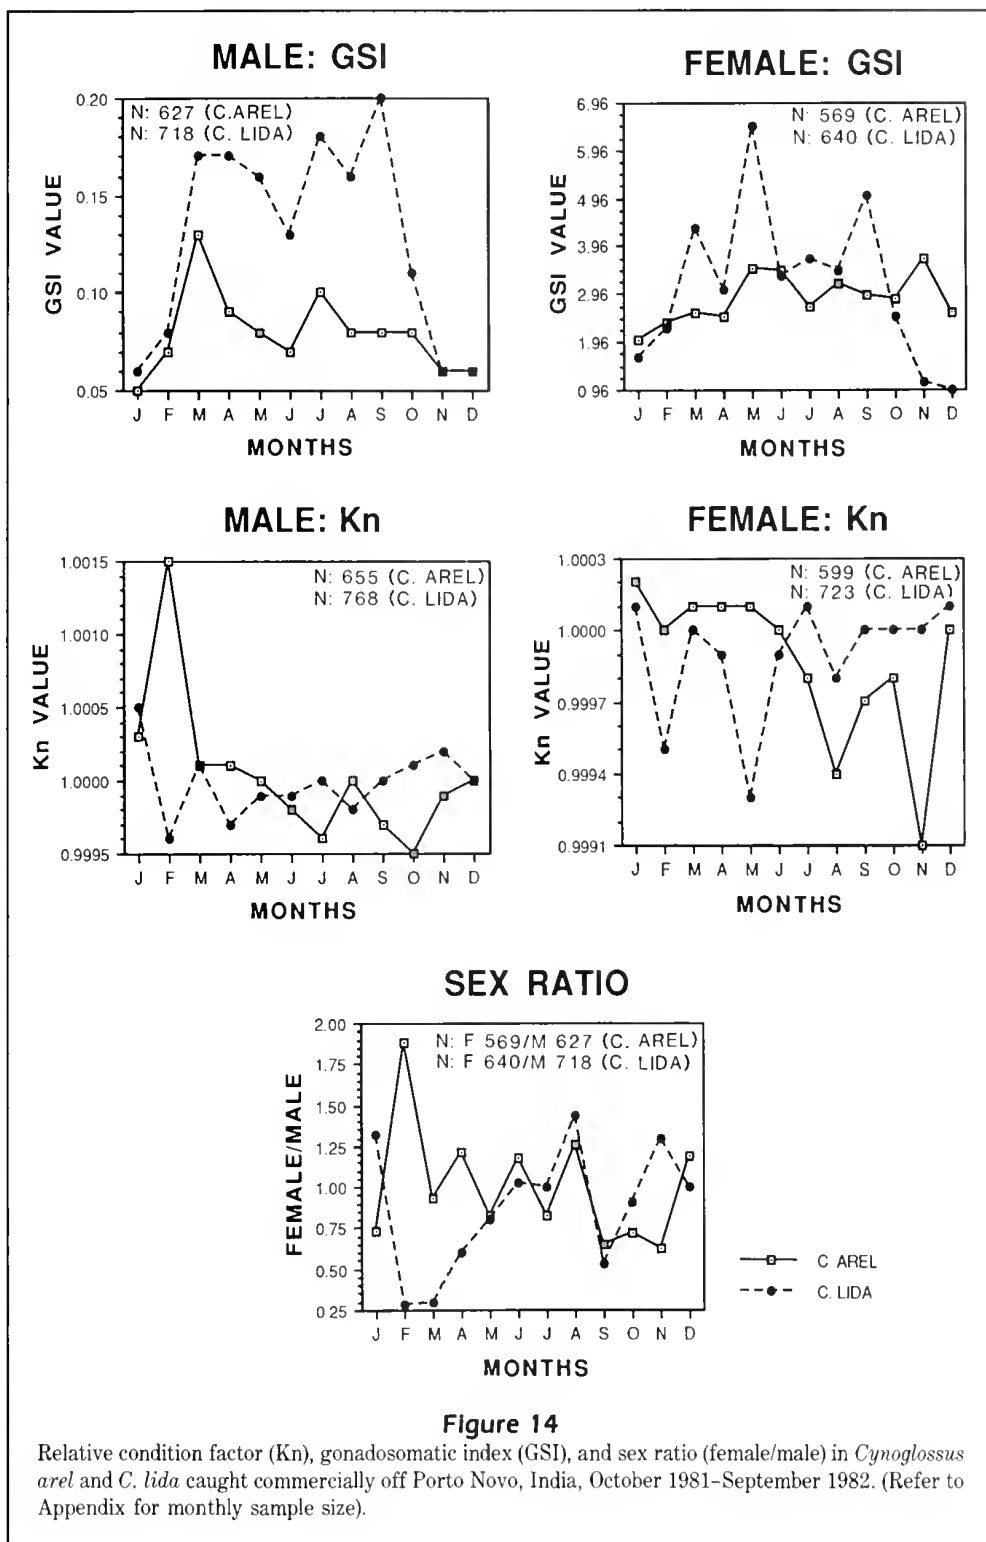 MALE: GSI
N: 627 (C.AREL)
N: 718 (C. LIDA)
0.20
0.15
0.10
0.05
GSI VALUE
J F M A M J J A S O N D
MONTHS
FEMALE: GSI
N: 569 (C. AREL)
N: 640 (C. LIDA)
6.96
5.96
4.96
3.96
2.96
1.96
0.96
GSI VALUE
J F M A M J J A S O N D
MONTHS
MALE: Kn
N: 655 (C. AREL)
N: 768 (C. LIDA)
1.0015
1.0010
1.0005
1.0000
0.9995
Kn VALUE
J F M A M J J A S O N D
MONTHS
FEMALE: Kn
N: 599 (C. AREL)
N: 723 (C. LIDA)
1.0003
1.0000
0.9997
0.9994
0.9991
Kn VALUE
J F M A M J J A S O N D
MONTHS
SEX RATIO
N: F 569/M 627 (C. AREL)
N: F 640/M 718 (C. LIDA)
2.00
1.75
1.50
1.25
1.00
0.75
0.50
0.25
FEMALE/MALE
J F M A M J J A S O N D
MONTHS
C AREL
C. LIDA
Figure 14
Relative condition factor (Kn), gonadosomatic index (GSI), and sex ratio (female/male) in Cynoglossus
arel and C. lida caught commercially off Porto Novo, India, October 1981–September 1982. (Refer to
Appendix for monthly sample size).